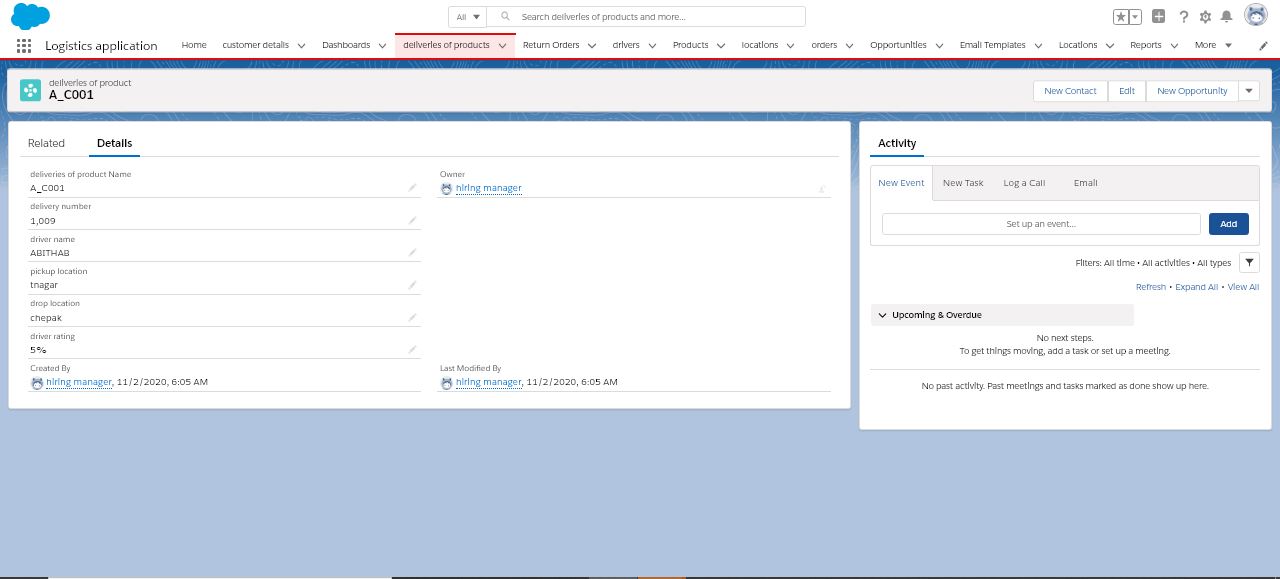 All
Search deliveries of products and more...
Logistics application
Home
customer details
Dashboards
deliveries of products
Return Orders
drivers
Products
locations
orders
Opportunities
Email Templates
Locations
Reports
More
deliveries of product
A_C001
New Contact
Edit
New Opportunity
Related
Details
deliveries of product Name
A_C001
Owner
hiring manager
delivery number
1,009
driver name
ABITHAB
pickup location
tnagar
drop location
chepak
driver rating
5%
Created By
hiring manager, 11/2/2020, 6:05 AM
Last Modified By
hiring manager, 11/2/2020, 6:05 AM
Activity
New Event
New Task
Log a Call
Email
Set up an event...
Add
Filters: All time • All activities • All types
Refresh • Expand All • View All
Upcoming & Overdue
No next steps.
To get things moving, add a task or set up a meeting.
No past activity. Past meetings and tasks marked as done show up here.